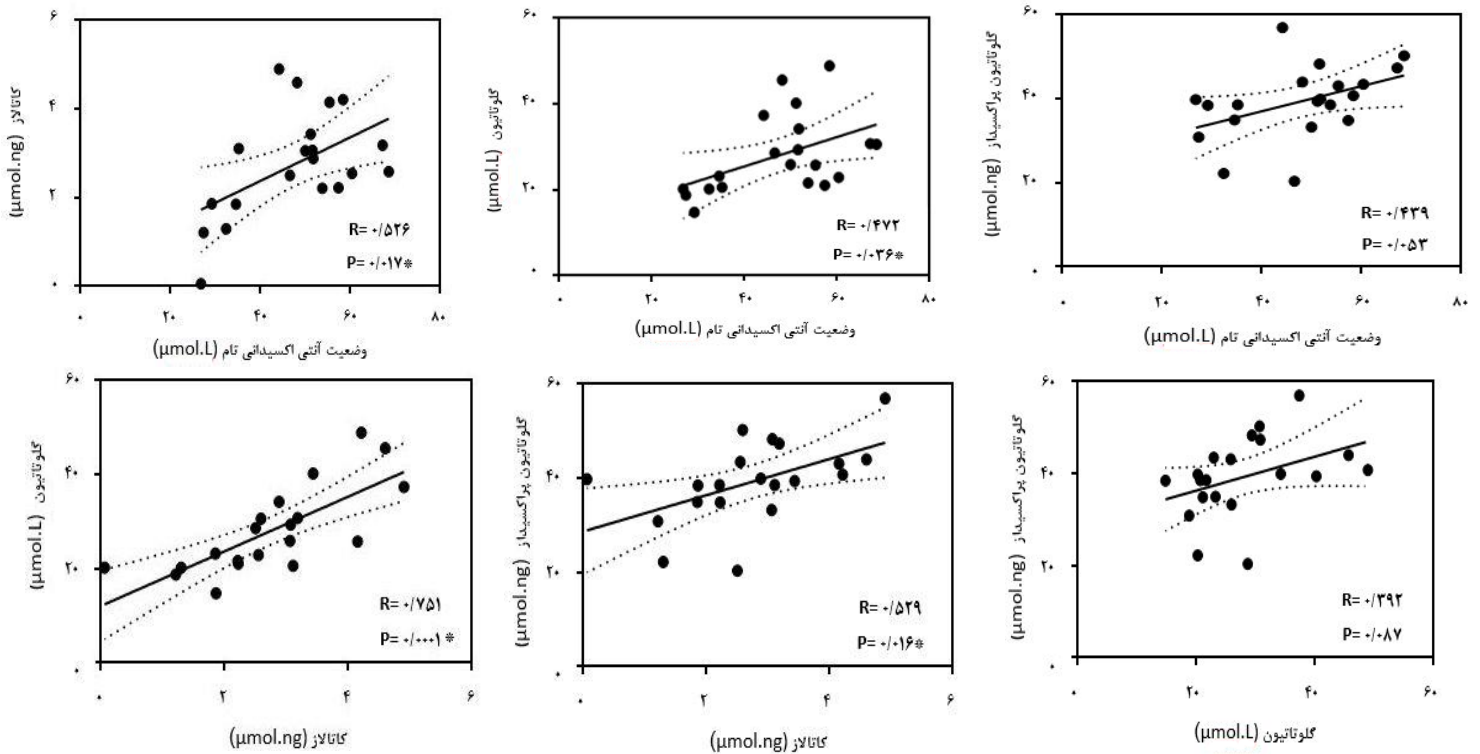 کاتالاز (µmol.ng)
۶
۴
۲
۰
R= ۰/۵۲۶
P= ۰/۰۱۷*
۰ ۲۰ ۴۰ ۶۰ ۸۰
وضعیت آنتی اکسیدانی تام (µmol.L)
گلوتاتیون (µmol.L)
۶۰
۴۰
۲۰
۰
R= ۰/۴۷۲
P= ۰/۰۳۶*
۰ ۲۰ ۴۰ ۶۰ ۸۰
وضعیت آنتی اکسیدانی تام (µmol.L)
گلوتاتیون پراکسیداز (µmol.ng)
۶۰
۴۰
۲۰
۰
R= ۰/۴۳۹
P= ۰/۰۵۳
۰ ۲۰ ۴۰ ۶۰ ۸۰
وضعیت آنتی اکسیدانی تام (µmol.L)
گلوتاتیون (µmol.L)
۶۰
۴۰
۲۰
۰
R= ۰/۷۵۱
P= ۰/۰۰۰۱*
۰ ۲ ۴ ۶
کاتالاز (µmol.ng)
گلوتاتیون پراکسیداز (µmol.ng)
۶۰
۴۰
۲۰
۰
R= ۰/۵۲۹
P= ۰/۰۱۶*
۰ ۲ ۴ ۶
کاتالاز (µmol.ng)
گلوتاتیون پراکسیداز (µmol.ng)
۶۰
۴۰
۲۰
۰
R= ۰/۳۹۲
P= ۰/۰۸۷
۰ ۲۰ ۴۰ ۶۰
گلوتاتیون (µmol.L)